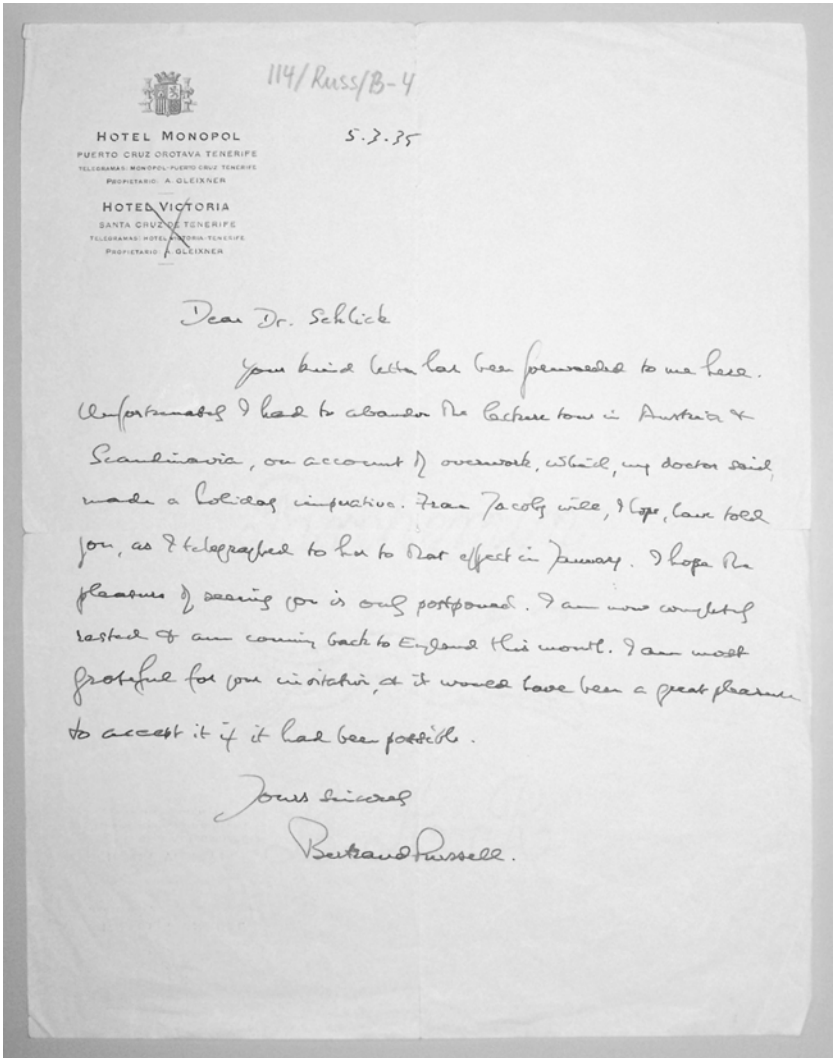 114/Russ/B-4
5.3.35
HOTEL MONOPOL
PUERTO CRUZ OROTAVA TENERIFE
TELEGRAMAS: MONOPOL-PUERTO CRUZ TENERIFE
PROPIETARIO: A. GLEIXNER
HOTEL VICTORIA
SANTA CRUZ DE TENERIFE
TELEGRAMAS: HOTEL VICTORIA-TENERIFE
PROPIETARIO: A. GLEIXNER
Dear Dr. Schlick
Your kind letter has been forwarded to me here.
Unfortunately I had to abandon the lecture tour in Austria &
Scandinavia, on account of overwork, which, my doctor said,
made a holiday imperative. Frau Jacoby will, I hope, have told
you, as I telegraphed to her to that effect in January. I hope the
pleasure of seeing you is only postponed. I am now completely
rested & am coming back to England this month. I am most
grateful for your invitation, & it would have been a great pleasure
to accept it if it had been possible.
Yours sincerely
Bertrand Russell.